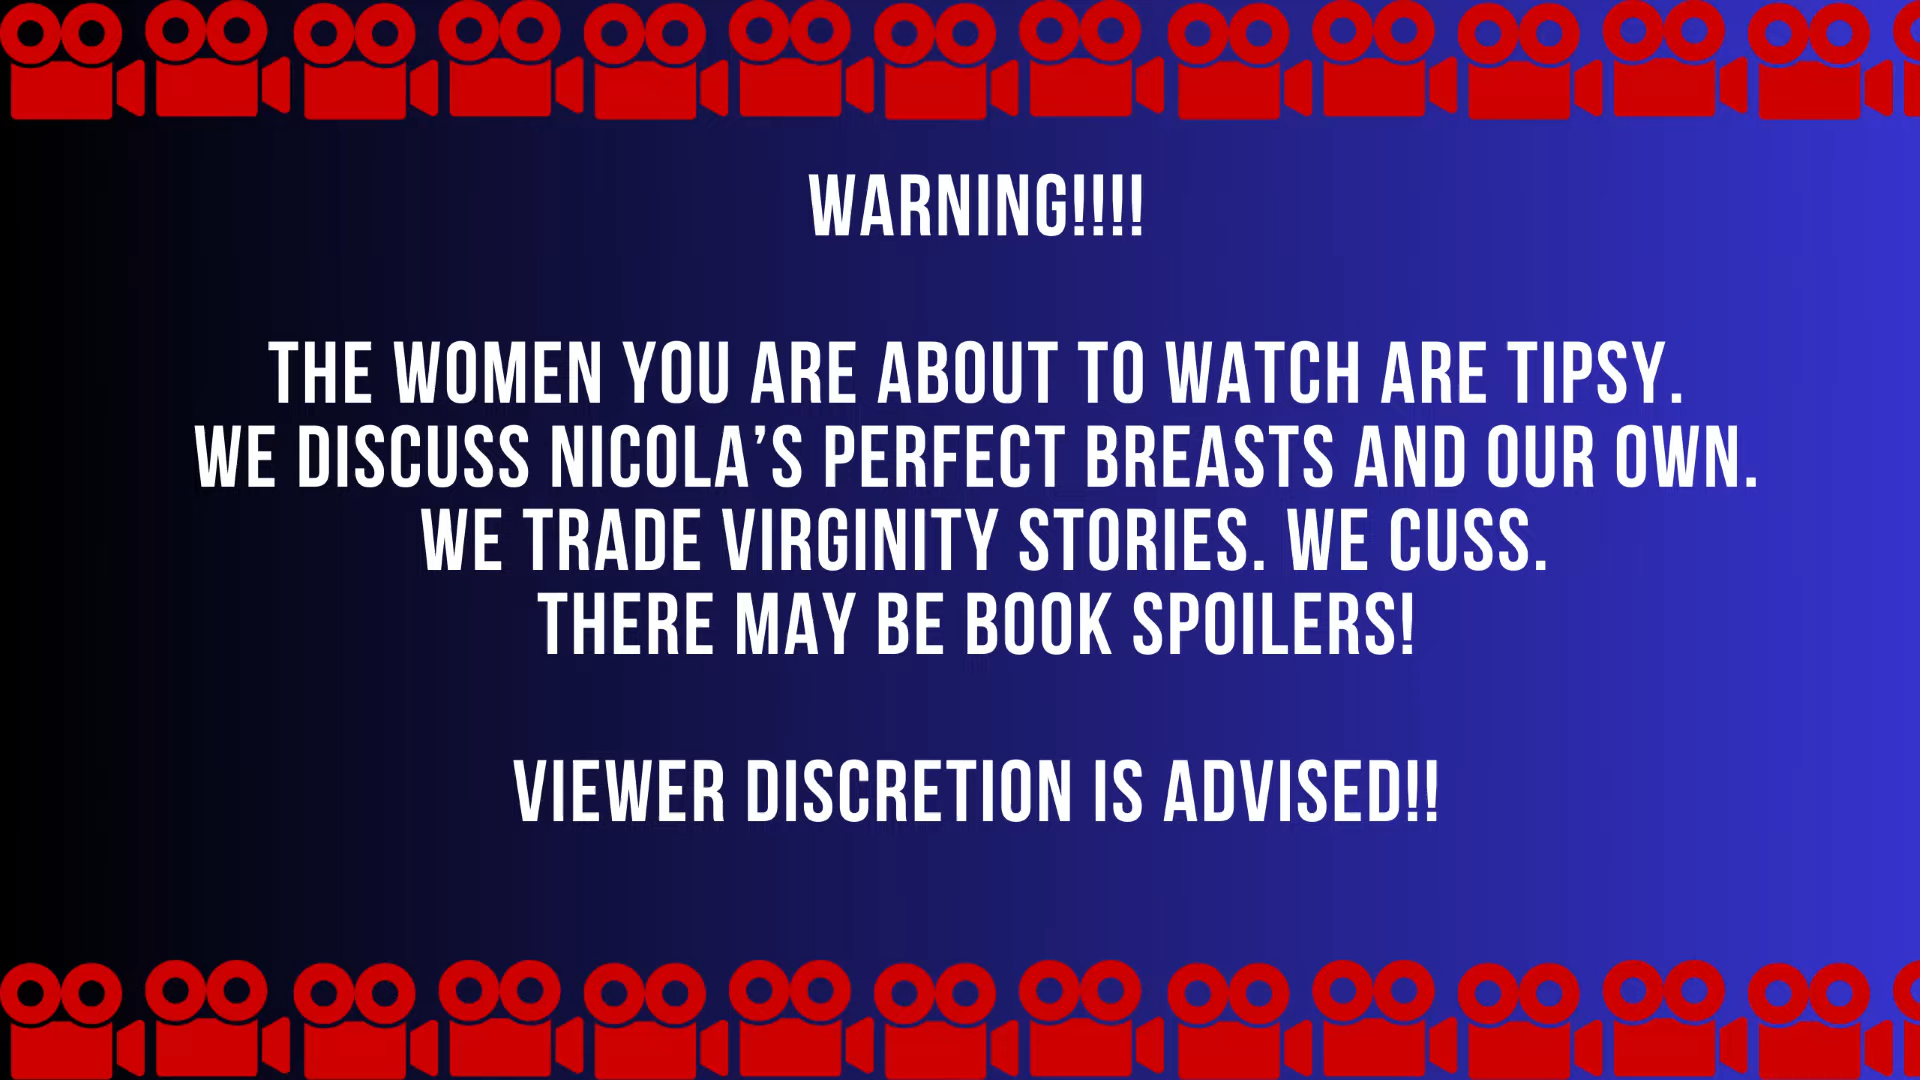 WARNING!!!!
THE WOMEN YOU ARE ABOUT TO WATCH ARE TIPSY.
WE DISCUSS NICOLA'S PERFECT BREASTS AND OUR OWN.
WE TRADE VIRGINITY STORIES. WE CUSS.
THERE MAY BE BOOK SPOILERS!
VIEWER DISCRETION IS ADVISED!!